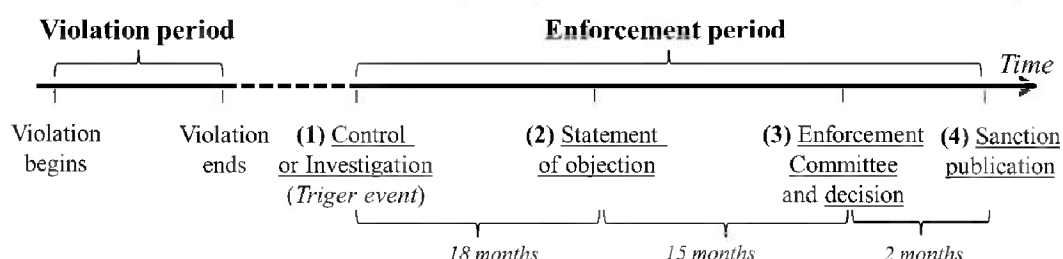 Violation period
Enforcement period
Time
Violation
begins
Violation
ends
(1) Control
or Investigation
(Triger event)
(2) Statement
of objection
(3) Enforcement
Committee
and decision
(4) Sanction
publication
18 months
15 months
2 months